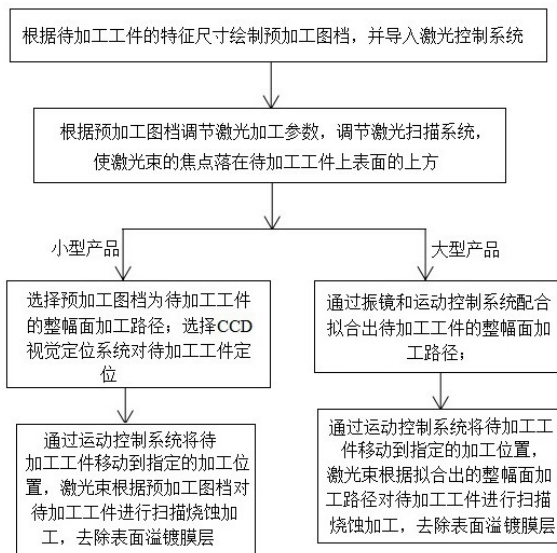 根据待加工工件的特征尺寸绘制预加工图档，并导入激光控制系统
根据预加工图档调节激光加工参数，调节激光扫描系统，
使激光束的焦点落在待加工工件上表面的上方
小型产品
大型产品
选择预加工图档为待加工工件
的整幅面加工路径；选择CCD
视觉定位系统对待加工工件定
位
通过振镜和运动控制系统配合
拟合出待加工工件的整幅面加
工路径；
通过运动控制系统将待
加工工件移动到指定的加工位
置，激光束根据预加工图档对
待加工工件进行扫描烧蚀加
工，去除表面溢镀膜层
通过运动控制系统将待加工工
件移动到指定的加工位置，
激光束根据拟合出的整幅面加
工路径对待加工工件进行扫描
烧蚀加工，去除表面溢镀膜层